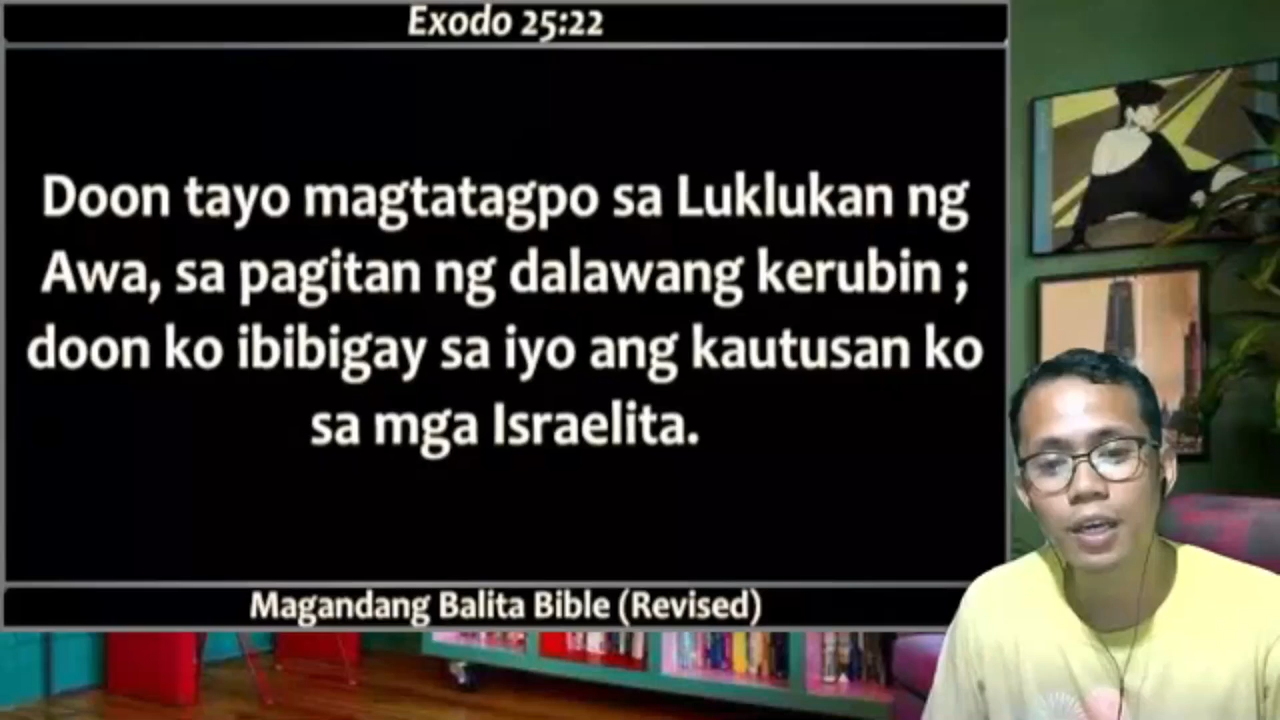 Exodo 25:22
Doon tayo magtatagpo sa Luklukan ng
Awa, sa pagitan ng dalawang kerubin ;
doon ko ibibigay sa iyo ang kautusan ko
sa mga Israelita.
Magandang Balita Bible (Revised)